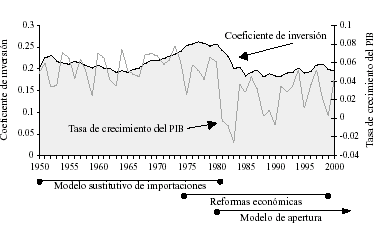 Coeficiente de inversión
0.3
0.25
0.2
0.15
0.1
0.05
0
Coeficiente de inversión
Tasa de crecimiento del PIB
0.1
0.08
0.06
0.04
0.02
0
-0.02
-0.04
Tasa de crecimiento del PIB
1950 1955 1960 1965 1970 1975 1980 1985 1990 1995 2000
Modelo sustitutivo de importaciones
Reformas económicas
Modelo de apertura